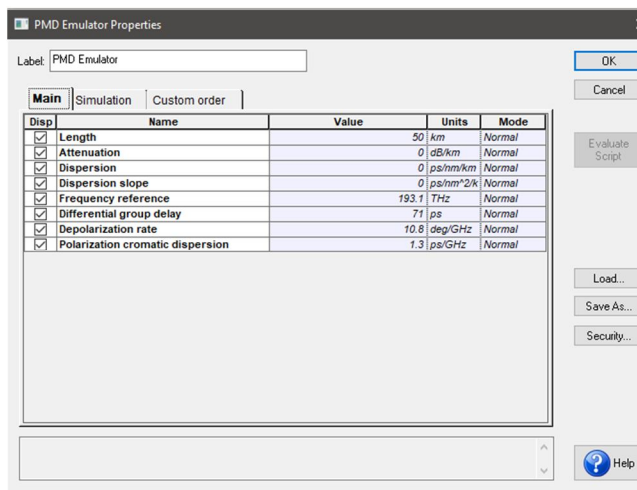 PMD Emulator Properties
Label: PMD Emulator
OK
Cancel
Main Simulation Custom order
Disp Name Value Units Mode
Length 50 km Normal
Attenuation 0 dB/km Normal
Dispersion 0 ps/nm/km Normal
Dispersion slope 0 ps/nm^2/k Normal
Frequency reference 193.1 THz Normal
Differential group delay 71 ps Normal
Depolarization rate 10.8 deg/GHz Normal
Polarization cromatic dispersion 1.3 ps/GHz Normal
Evaluate
Script
Load...
Save As...
Security...
? Help